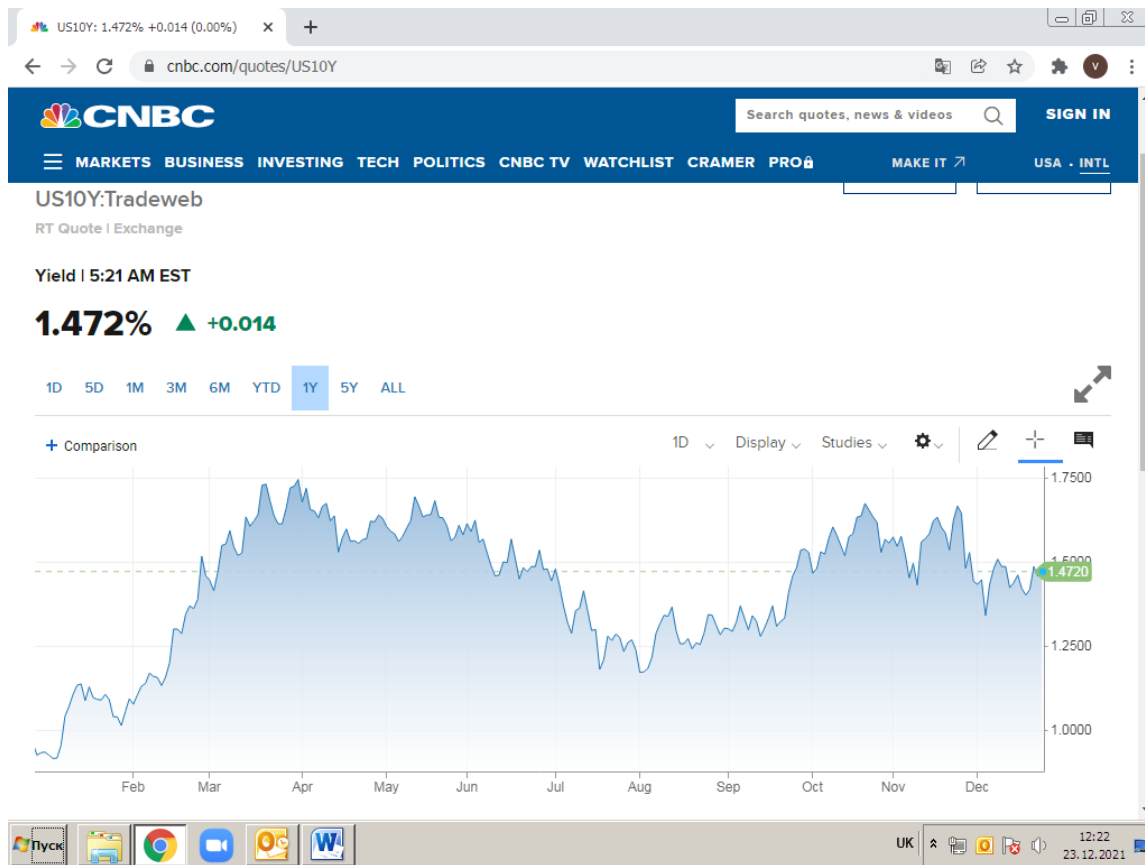 US10Y: 1.472% +0.014 (0.00%)
cnbc.com/quotes/US10Y
V
CNBC
Search quotes, news & videos
SIGN IN
MARKETS BUSINESS INVESTING TECH POLITICS CNBC TV WATCHLIST CRAMER PRO
MAKE IT
USA • INTL
US10Y:Tradeweb
RT Quote | Exchange
Yield | 5:21 AM EST
1.472% ▲ +0.014
1D 5D 1M 3M 6M YTD 1Y 5Y ALL
+ Comparison
1D Display Studies
1.7500
1.5000
1.4720
1.2500
1.0000
Feb Mar Apr May Jun Jul Aug Sep Oct Nov Dec
Пуск
UK
12:22
23.12.2021